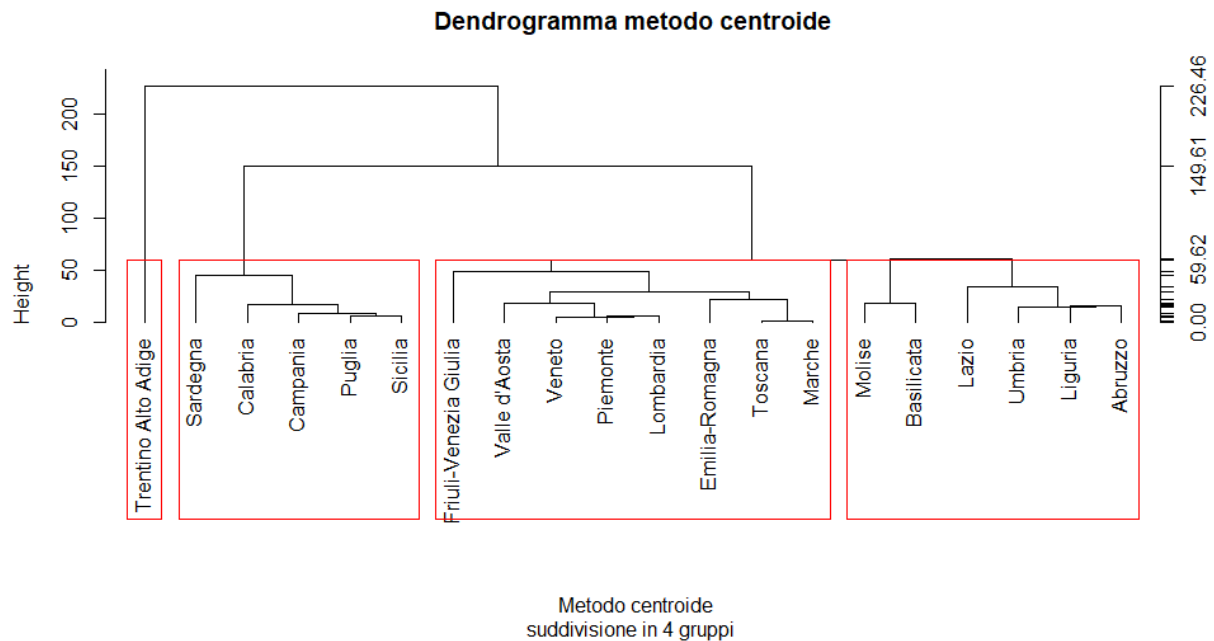 Dendrogramma metodo centroide
Height
0
50
100
150
200
0.00
59.62
149.61
226.46
Trentino Alto Adige
Sardegna
Calabria
Campania
Puglia
Sicilia
Friuli-Venezia Giulia
Valle d'Aosta
Veneto
Piemonte
Lombardia
Emilia-Romagna
Toscana
Marche
Molise
Basilicata
Lazio
Umbria
Liguria
Abruzzo
Metodo centroide
suddivisione in 4 gruppi